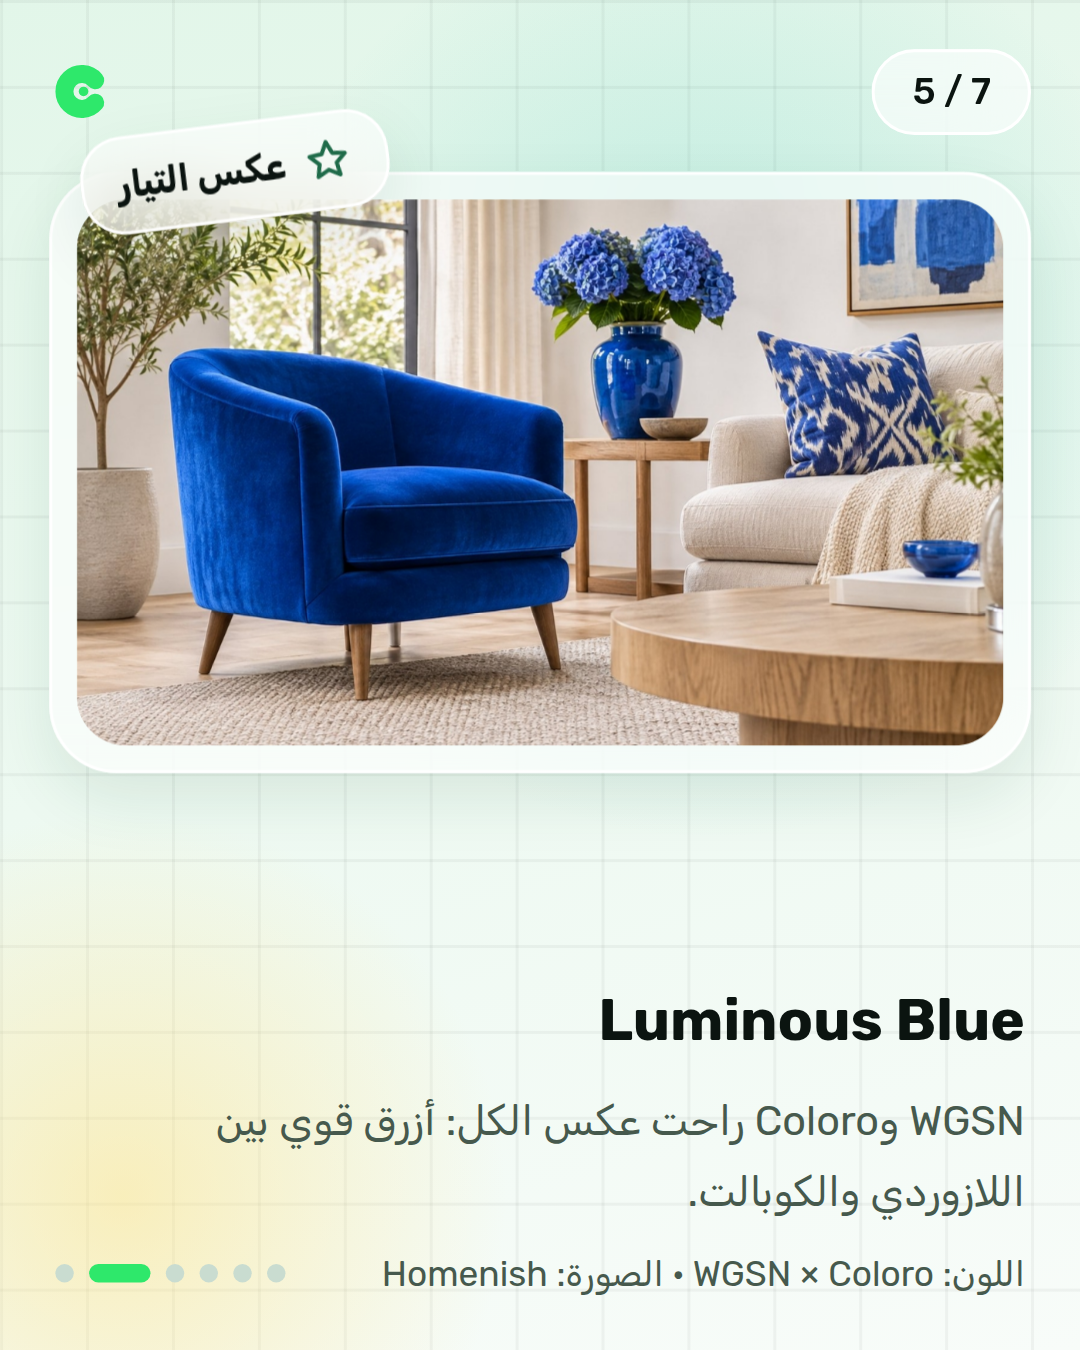 5 / 7
عكس التيار
Luminous Blue
WGSN وColoro راحت عكس الكل: أزرق قوي بين
اللازوردي والكوبالت.
اللون: WGSN × Coloro • الصورة: Homenish